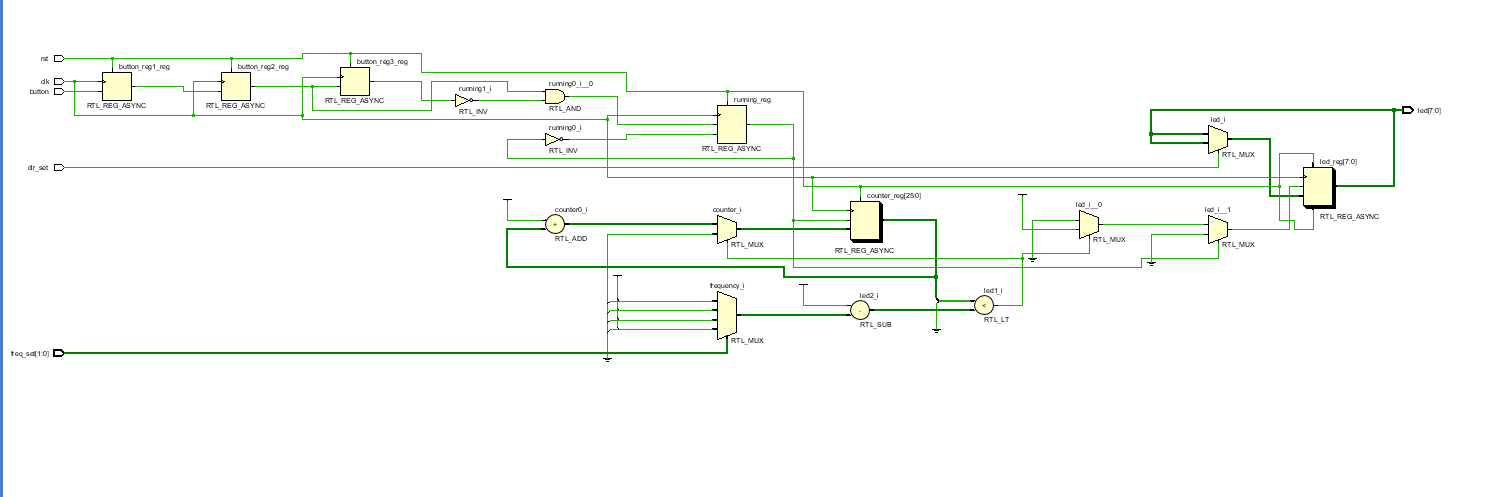 rst
button_reg1_reg
button_reg2_reg
button_reg3_reg
clk
button
RTL_REG_ASYNC
RTL_REG_ASYNC
RTL_REG_ASYNC
running1_i
RTL_INV
running0_i__0
RTL_AND
running_reg
RTL_REG_ASYNC
running0_i
RTL_INV
led[7:0]
led_i
RTL_MUX
dir_set
led_reg[7:0]
RTL_REG_ASYNC
counter_reg[25:0]
RTL_REG_ASYNC
counter0_i
+
RTL_ADD
counter_i
RTL_MUX
led_i__0
RTL_MUX
led_i__1
RTL_MUX
frequency_i
RTL_MUX
led2_i
-
RTL_SUB
led1_i
<
RTL_LT
freq_set[1:0]